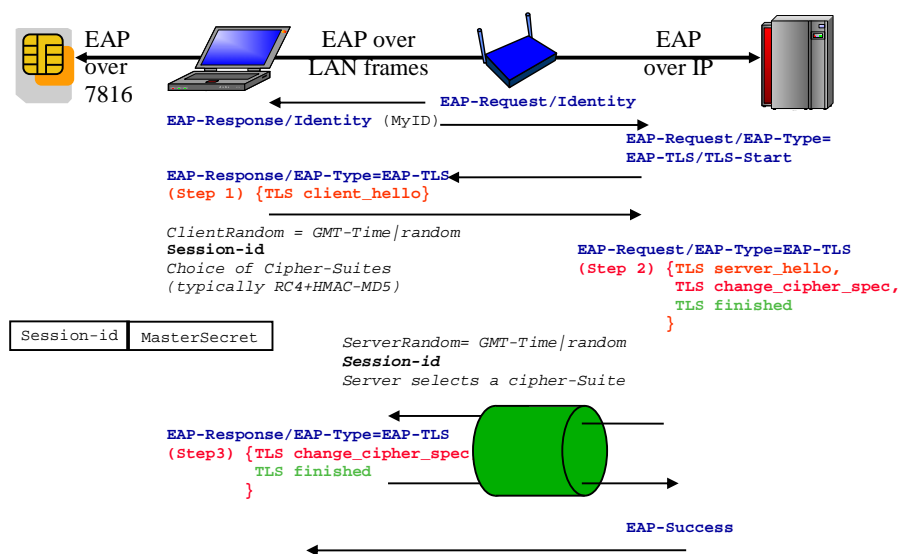 EAP
over
7816
EAP over
LAN frames
EAP
over IP
EAP-Request/Identity
EAP-Response/Identity (MyID)
EAP-Request/EAP-Type=
EAP-TLS/TLS-Start
EAP-Response/EAP-Type=EAP-TLS
(Step 1) {TLS client_hello}
ClientRandom = GMT-Time|random
Session-id
Choice of Cipher-Suites
(typically RC4+HMAC-MD5)
EAP-Request/EAP-Type=EAP-TLS
(Step 2) {TLS server_hello,
TLS change_cipher_spec,
TLS finished
}
Session-id MasterSecret
ServerRandom= GMT-Time|random
Session-id
Server selects a cipher-Suite
EAP-Response/EAP-Type=EAP-TLS
(Step3) {TLS change_cipher_spec
TLS finished
}
EAP-Success